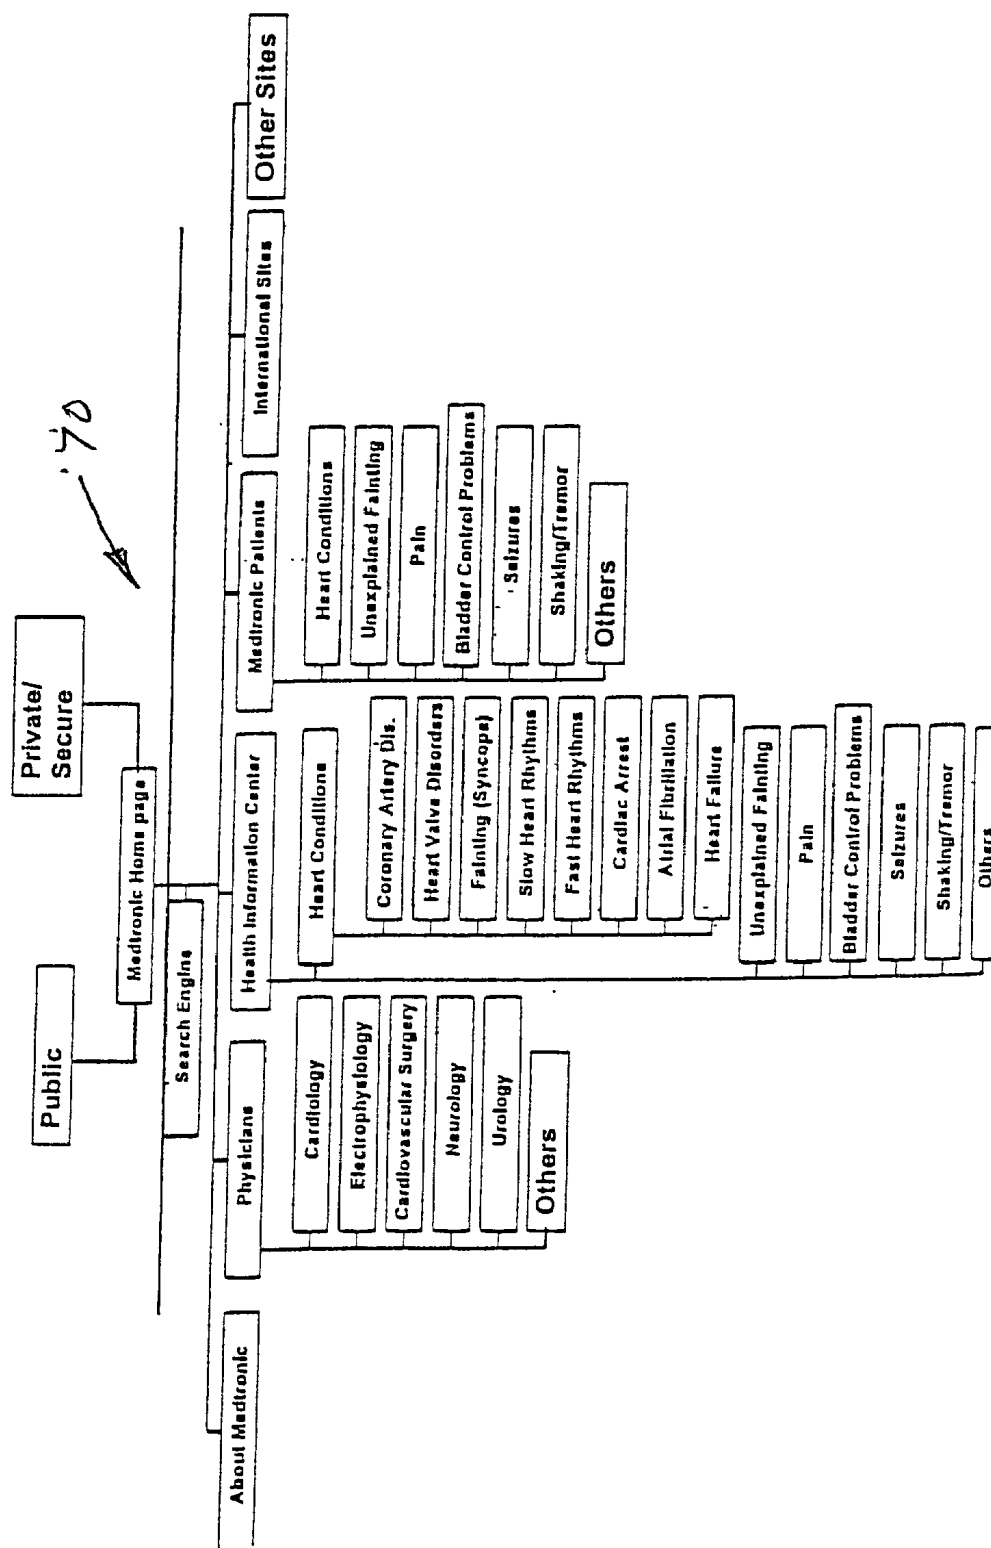 Public
Private/
Secure
70
Medtronic Home page
Search Engine
About Medtronic
Physicians
Health Information Center
Medtronic Patients
International Sites
Other Sites
Cardiology
Electrophysiology
Cardiovascular Surgery
Neurology
Urology
Others
Heart Conditions
Coronary Artery Dis.
Heart Valve Disorders
Fainting (Syncope)
Slow Heart Rhythms
Fast Heart Rhythms
Cardiac Arrest
Atrial Fibrillation
Heart Failure
Unexplained Fainting
Pain
Bladder Control Problems
Seizures
Shaking/Tremor
Others
Heart Conditions
Unexplained Fainting
Pain
Bladder Control Problems
Seizures
Shaking/Tremor
Others